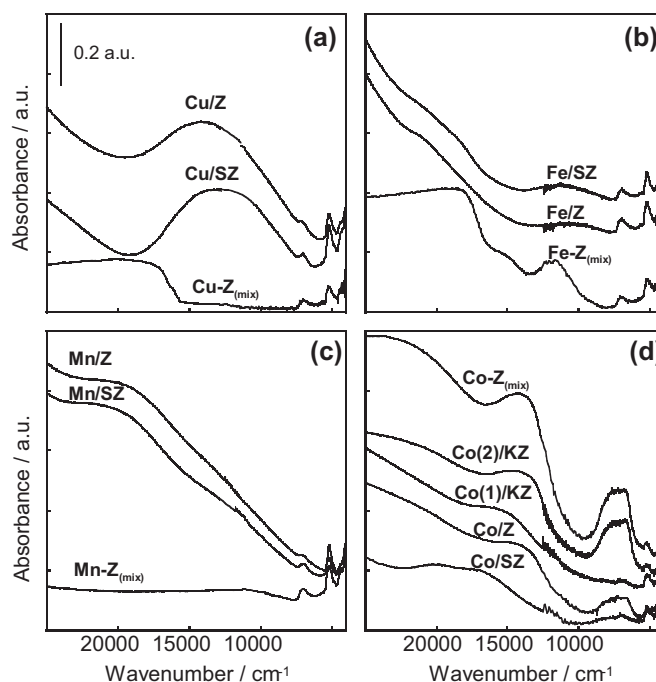 (a)
0.2 a.u.
Cu/Z
Cu/SZ
Cu-Z(mix)
(b)
Fe/SZ
Fe/Z
Fe-Z(mix)
Absorbance / a.u.
(c)
Mn/Z
Mn/SZ
Mn-Z(mix)
(d)
Co-Z(mix)
Co(2)/KZ
Co(1)/KZ
Co/Z
Co/SZ
Absorbance / a.u.
20000 15000 10000
20000 15000 10000 5000
Wavenumber / cm-1
Wavenumber / cm-1